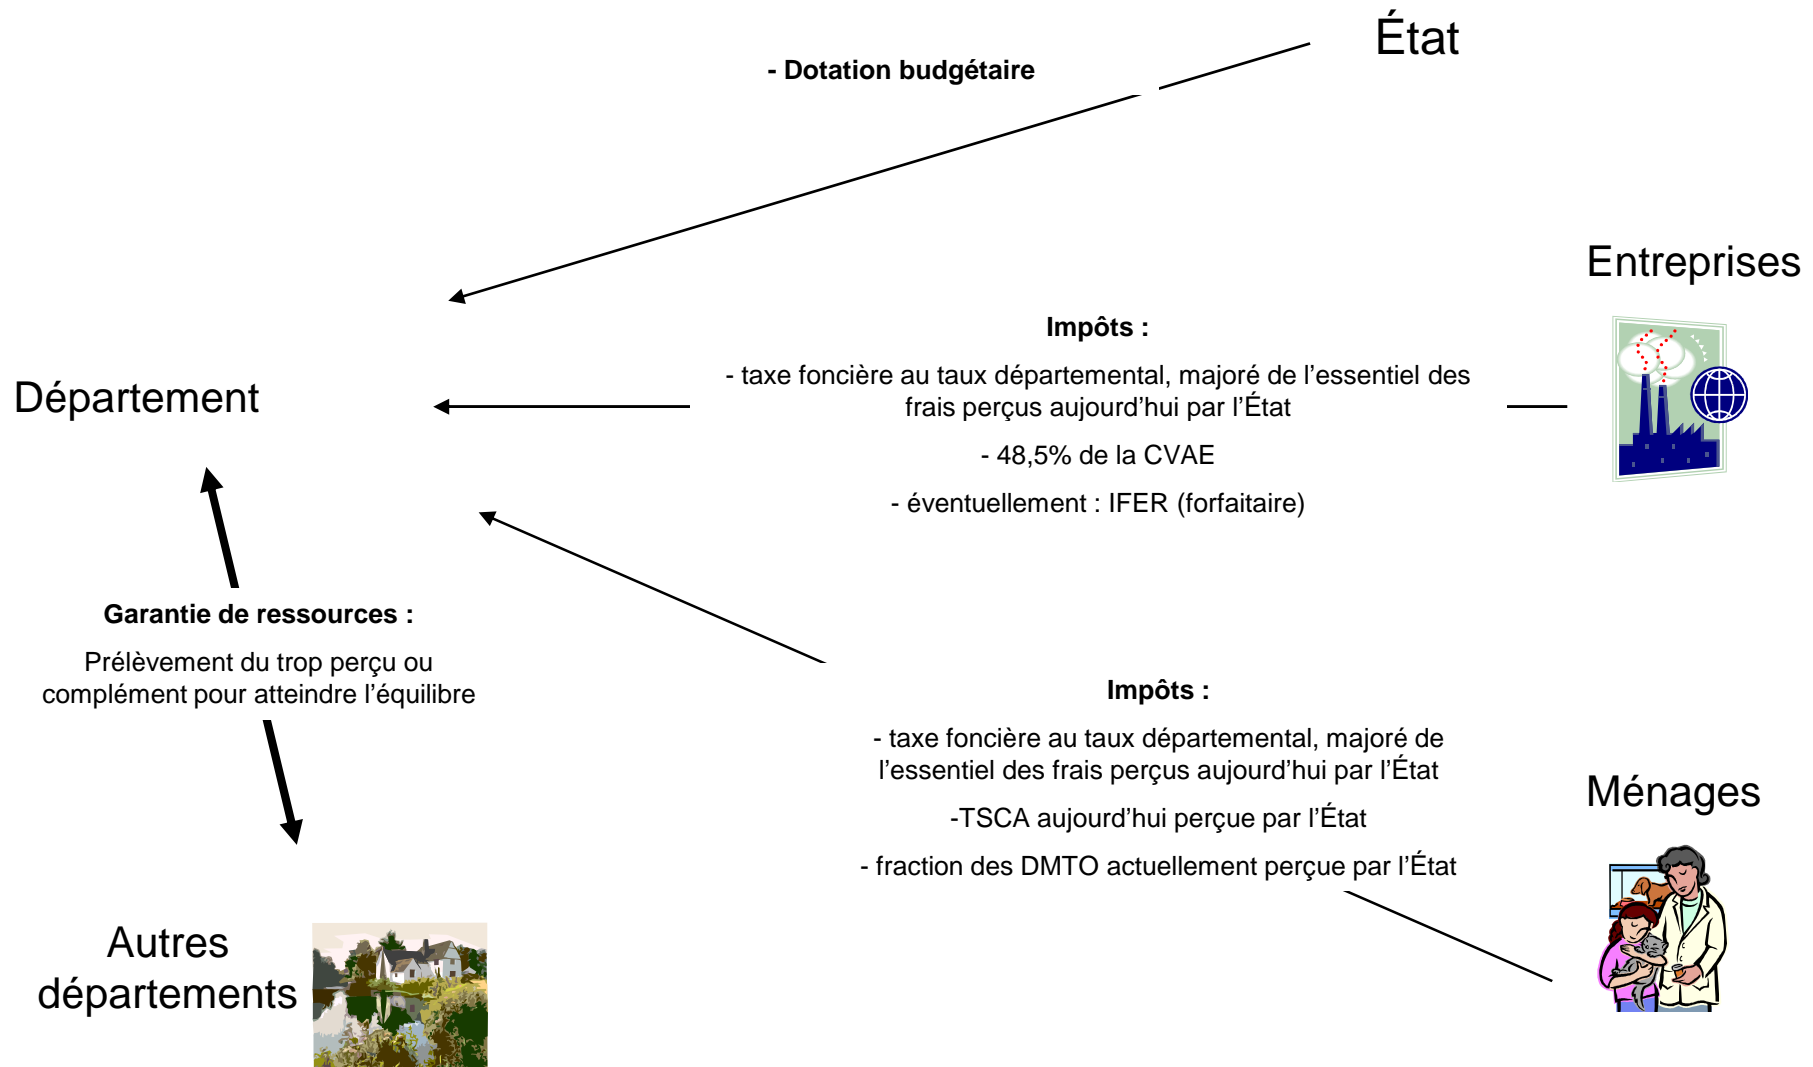 État
- Dotation budgétaire
Entreprises
Impôts :
- taxe foncière au taux départemental, majoré de l’essentiel des
frais perçus aujourd’hui par l’État
- 48,5% de la CVAE
- éventuellement : IFER (forfaitaire)
Département
Garantie de ressources :
Prélèvement du trop perçu ou
complément pour atteindre l’équilibre
Impôts :
- taxe foncière au taux départemental, majoré de
l’essentiel des frais perçus aujourd’hui par l’État
-TSCA aujourd’hui perçue par l’État
- fraction des DMTO actuellement perçue par l’État
Ménages
Autres
départements